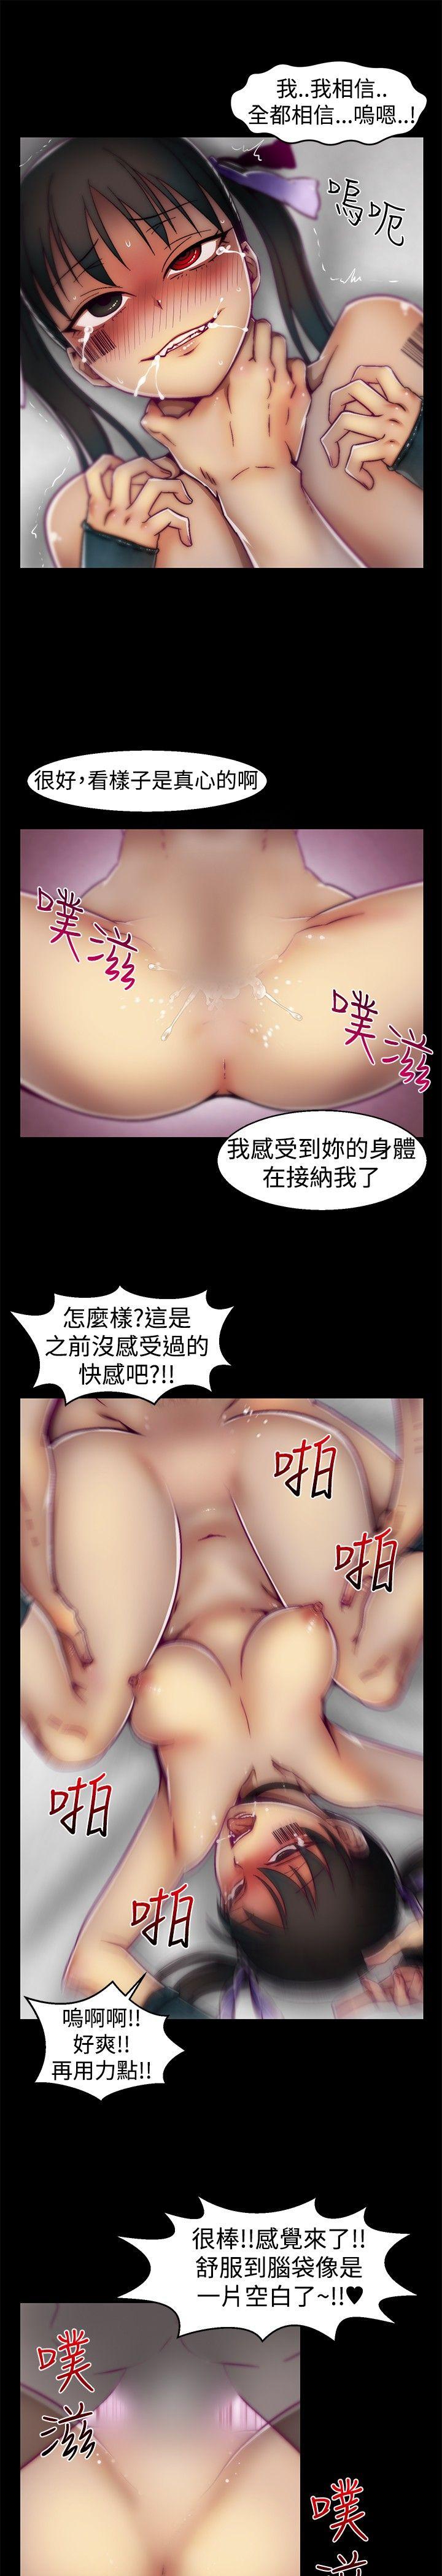 我..我相信..
全都相信...嗚嗯..!
嗚呃
很好,看樣子是真心的啊
噗滋
噗滋
我感受到妳的身體
在接納我了
怎麼樣?這是
之前沒感受過的
快感吧?!!
啪
啪
啪
啪
嗚啊啊!!
好爽!!
再用力點!!
很棒!!感覺來了!!
舒服到腦袋像是
一片空白了~!!♥
噗滋
噗滋